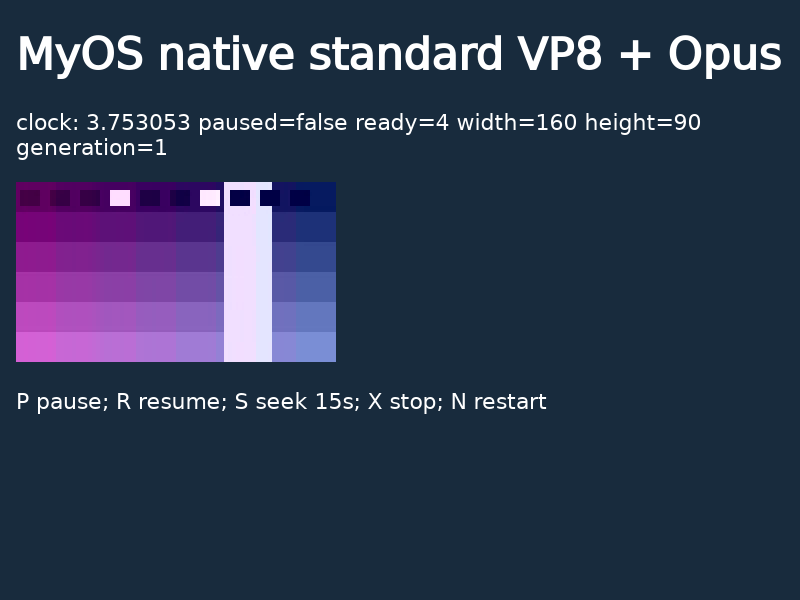 MyOS native standard VP8 + Opus
clock: 3.753053 paused=false ready=4 width=160 height=90
generation=1
P pause; R resume; S seek 15s; X stop; N restart